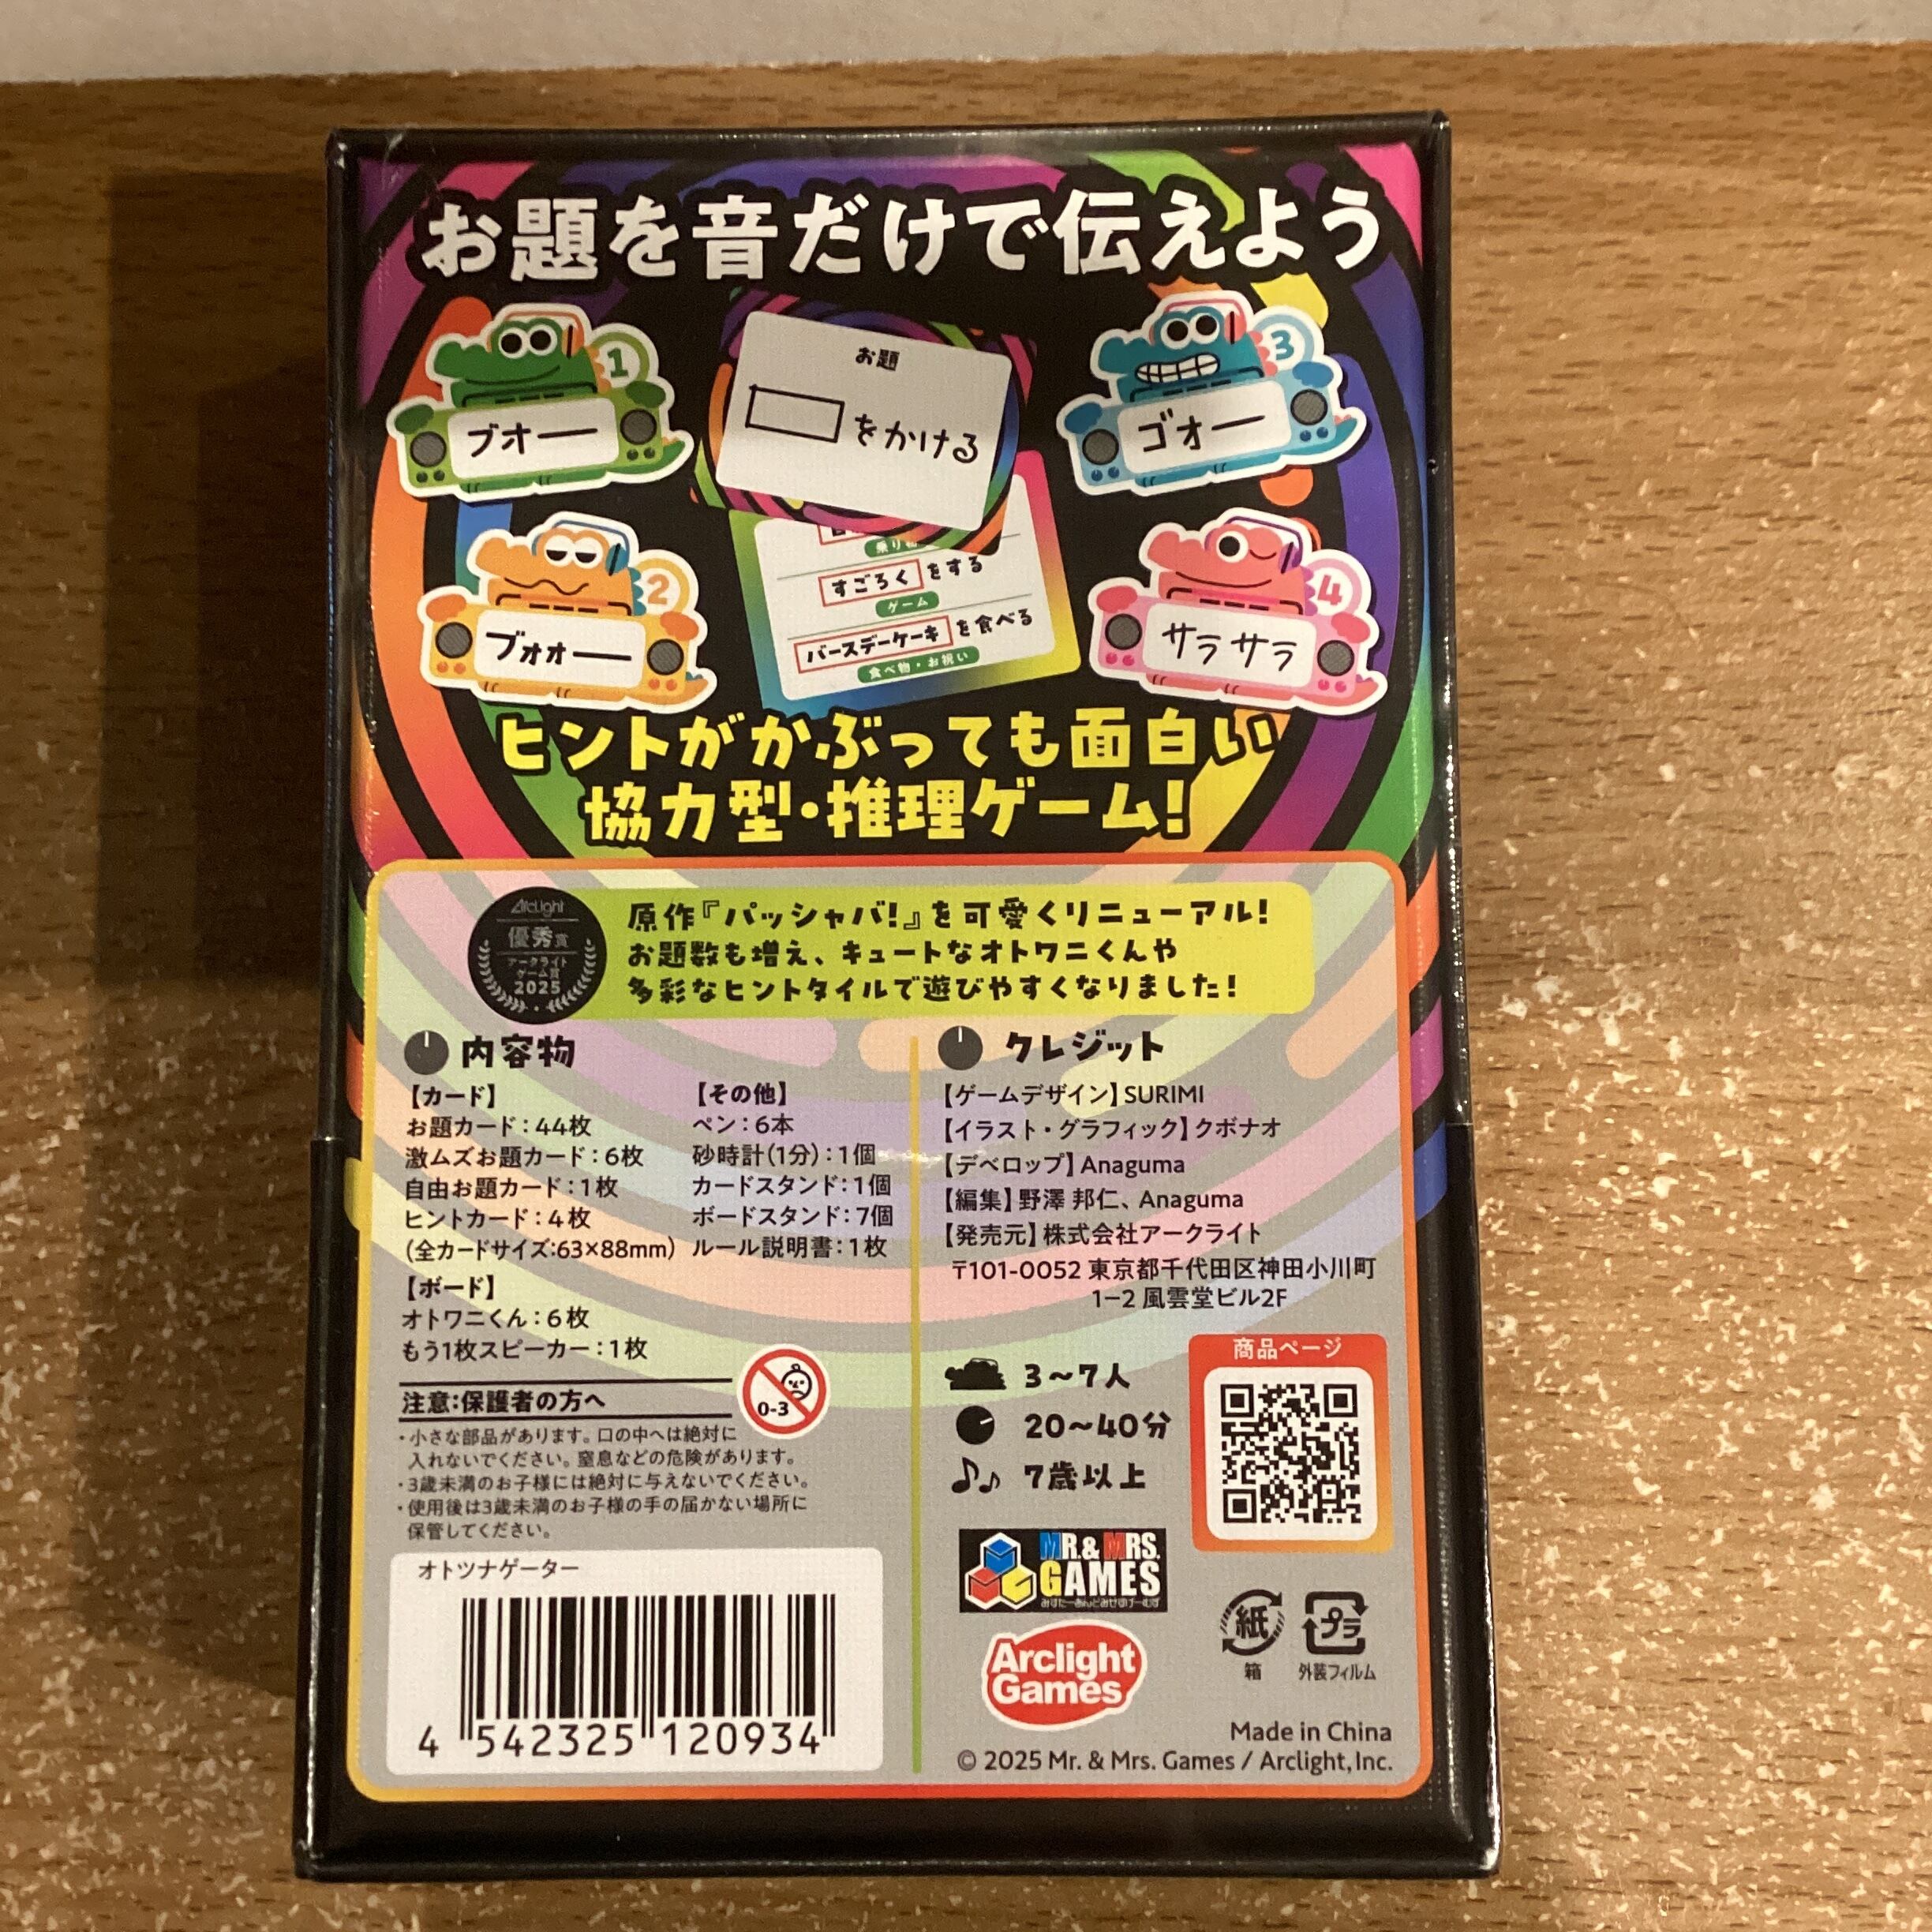 お題を音だけで伝えよう
1
ブオー
お題
をかける
3
ゴォー
2
ブォォー
乗り物
すごろくをする
ゲーム
バースデーケーキを食べる
食べ物・お祝い
4
サラサラ
ヒントがかぶっても面白い
協力型・推理ゲーム!
Arclight
優秀賞
アークライト
ゲーム賞
2025
原作『パッシャバ!』を可愛くリニューアル!
お題数も増え、キュートなオトワニくんや
多彩なヒントタイルで遊びやすくなりました!
内容物
【カード】
お題カード:44枚
激ムズお題カード:6枚
自由お題カード:1枚
ヒントカード:4枚
(全カードサイズ:63×88mm)
【ボード】
オトワニくん:6枚
もう1枚スピーカー:1枚
【その他】
ペン:6本
砂時計(1分):1個
カードスタンド:1個
ボードスタンド:7個
ルール説明書:1枚
注意:保護者の方へ
0-3
・小さな部品があります。口の中へは絶対に
入れないでください。窒息などの危険があります。
・3歳未満のお子様には絶対に与えないでください。
・使用後は3歳未満のお子様の手の届かない場所に
保管してください。
オトツナゲーター
4 542325 120934
クレジット
【ゲームデザイン】SURIMI
【イラスト・グラフィック】クボナオ
【デベロップ】Anaguma
【編集】野澤 邦仁、Anaguma
【発売元】株式会社アークライト
〒101-0052 東京都千代田区神田小川町
1−2 風雲堂ビル2F
3〜7人
20〜40分
7歳以上
商品ページ
MR.& MRS.
GAMES
みすたーあんどみせすげーむず
Arclight
Games
紙
箱
プラ
外装フィルム
Made in China
© 2025 Mr. & Mrs. Games / Arclight,Inc.